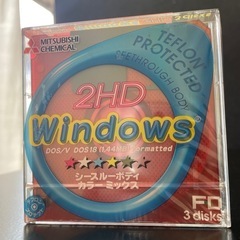 MITSUBISHI
CHEMICAL
TEFLON
PROTECTED
SEETHROUGH BODY
2HD
Windows
DOS/V DOS18 (1.44MB) Formatted
シースルーボディ
カラーミックス
FD
3 disks